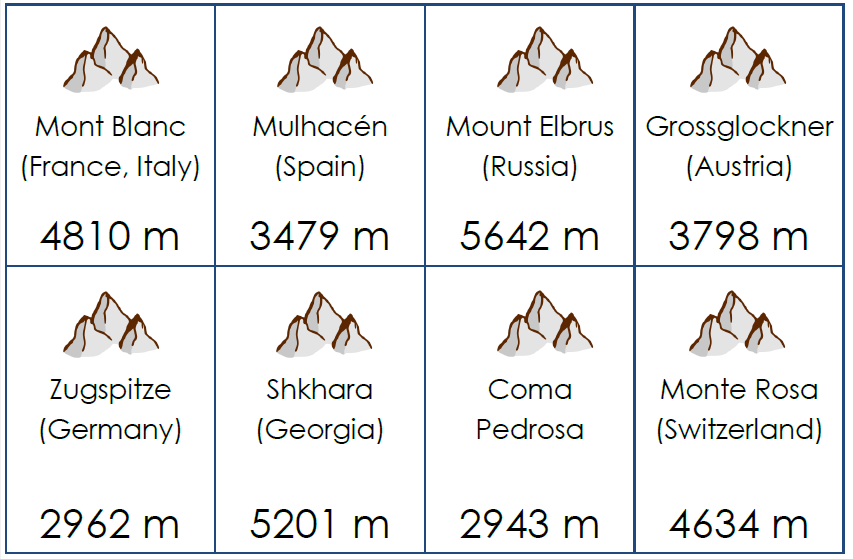 Mont Blanc
(France, Italy)
4810 m
Mulhacén
(Spain)
3479 m
Mount Elbrus
(Russia)
5642 m
Grossglockner
(Austria)
3798 m
Zugspitze
(Germany)
2962 m
Shkhara
(Georgia)
5201 m
Coma
Pedrosa
2943 m
Monte Rosa
(Switzerland)
4634 m